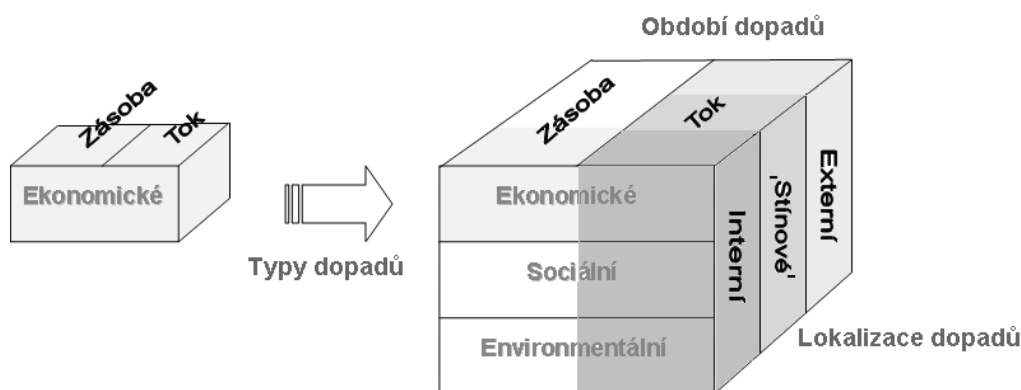 Období dopadů
Zásoba
Tok
Ekonomické
Typy dopadů
Zásoba
Tok
Ekonomické
Sociální
Environmentální
Interní
‚Stínové'
Externí
Lokalizace dopadů